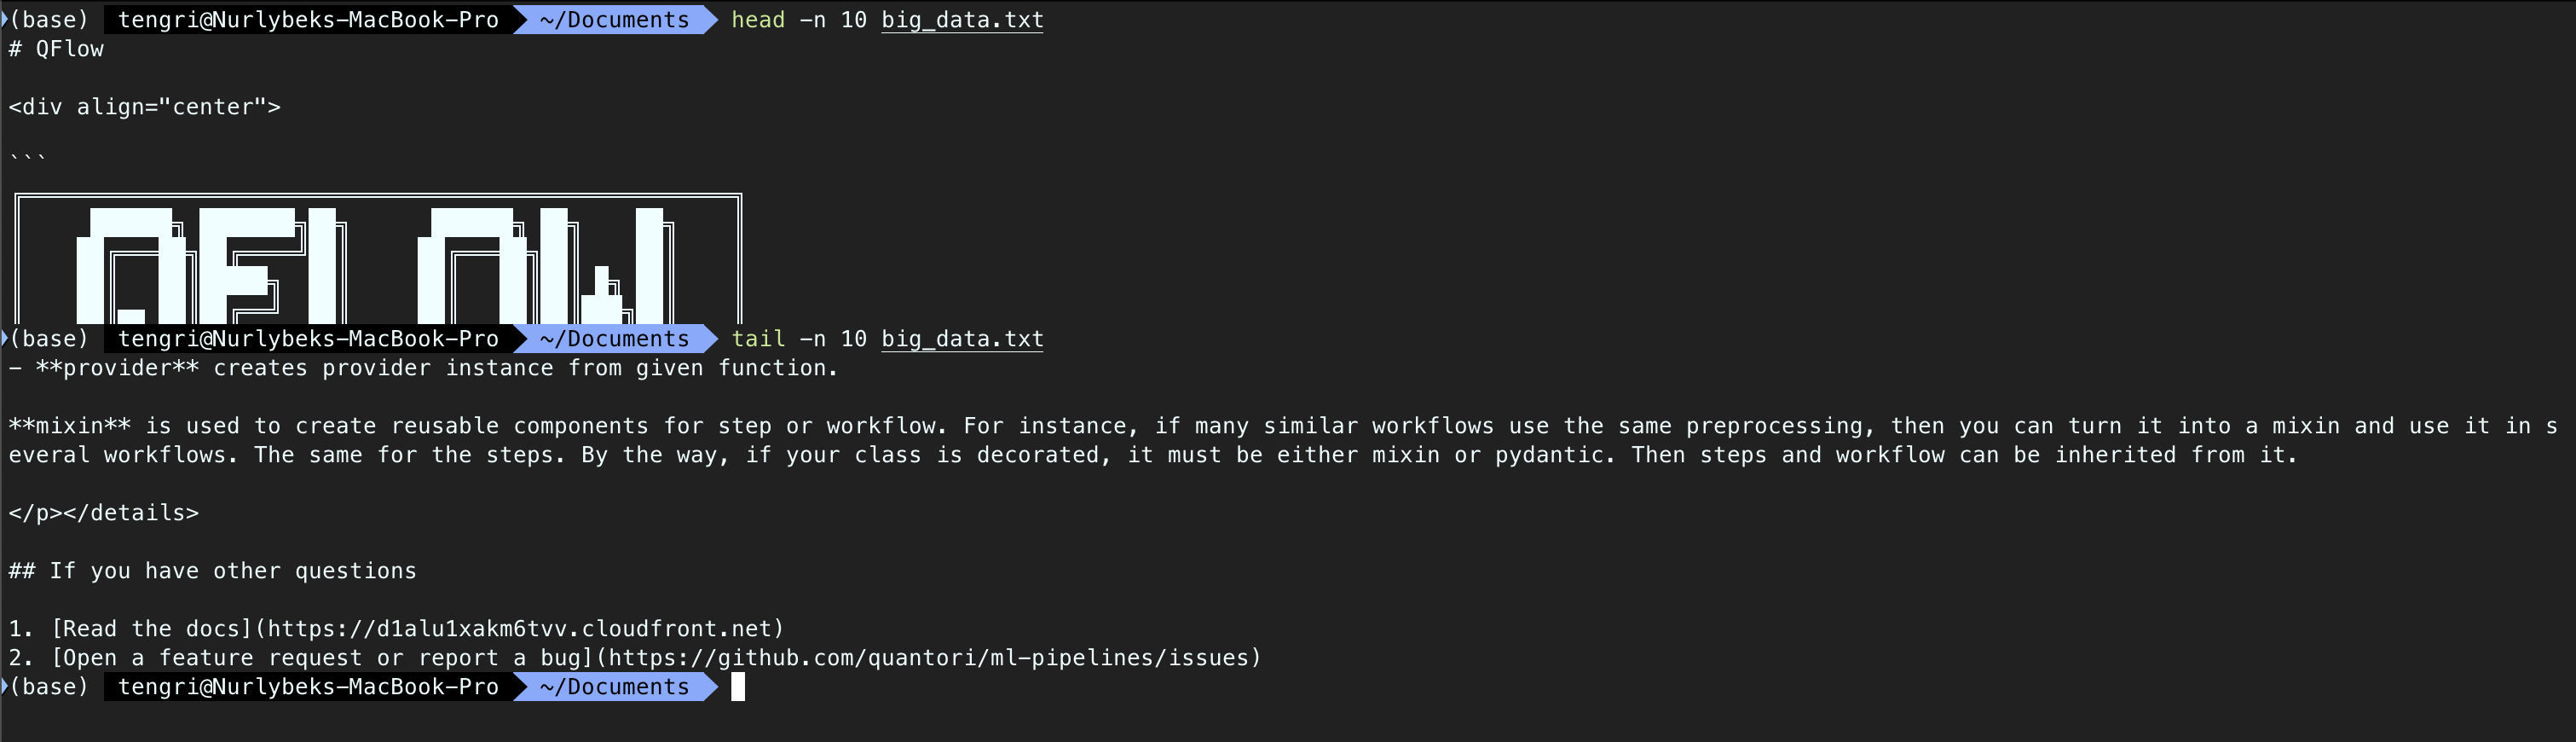 (base) tengri@Nurlybeks-MacBook-Pro ~/Documents head -n 10 big_data.txt
# QFlow
<div align="center">
```
(base) tengri@Nurlybeks-MacBook-Pro ~/Documents tail -n 10 big_data.txt
- **provider** creates provider instance from given function.
**mixin** is used to create reusable components for step or workflow. For instance, if many similar workflows use the same preprocessing, then you can turn it into a mixin and use it in s
everal workflows. The same for the steps. By the way, if your class is decorated, it must be either mixin or pydantic. Then steps and workflow can be inherited from it.
</p></details>
## If you have other questions
1. [Read the docs](https://d1alu1xakm6tvv.cloudfront.net)
2. [Open a feature request or report a bug](https://github.com/quantori/ml-pipelines/issues)
(base) tengri@Nurlybeks-MacBook-Pro ~/Documents